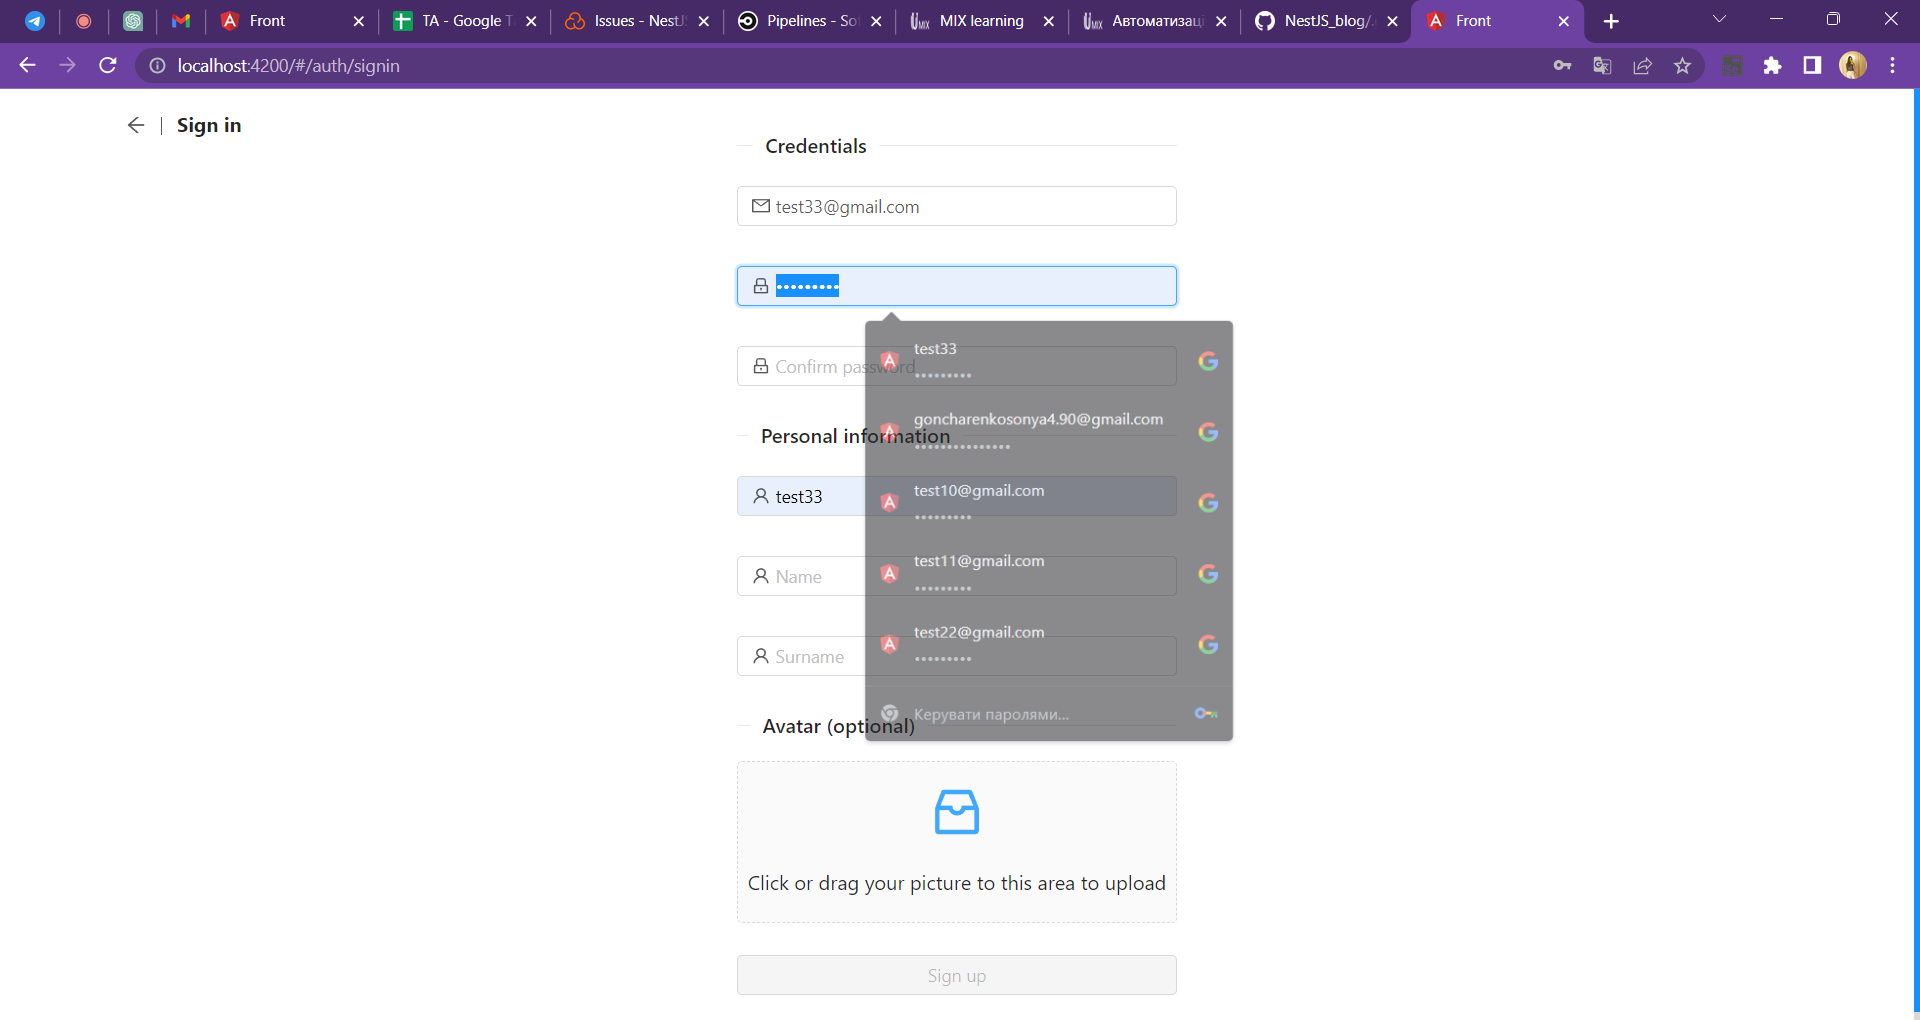 Front
TA - Google T
Issues - NestJS
Pipelines - So
MIX learning
Автоматизаці
NestJS_blog/.
Front
localhost:4200/#/auth/signin
Sign in
Credentials
test33@gmail.com
•••••••••
Confirm password
test33
•••••••••
goncharenkosonya4.90@gmail.com
•••••••••••••••
Personal information
test10@gmail.com
•••••••••
test33
test11@gmail.com
•••••••••
Name
test22@gmail.com
•••••••••
Surname
Керувати паролями...
Avatar (optional)
Click or drag your picture to this area to upload
Sign up